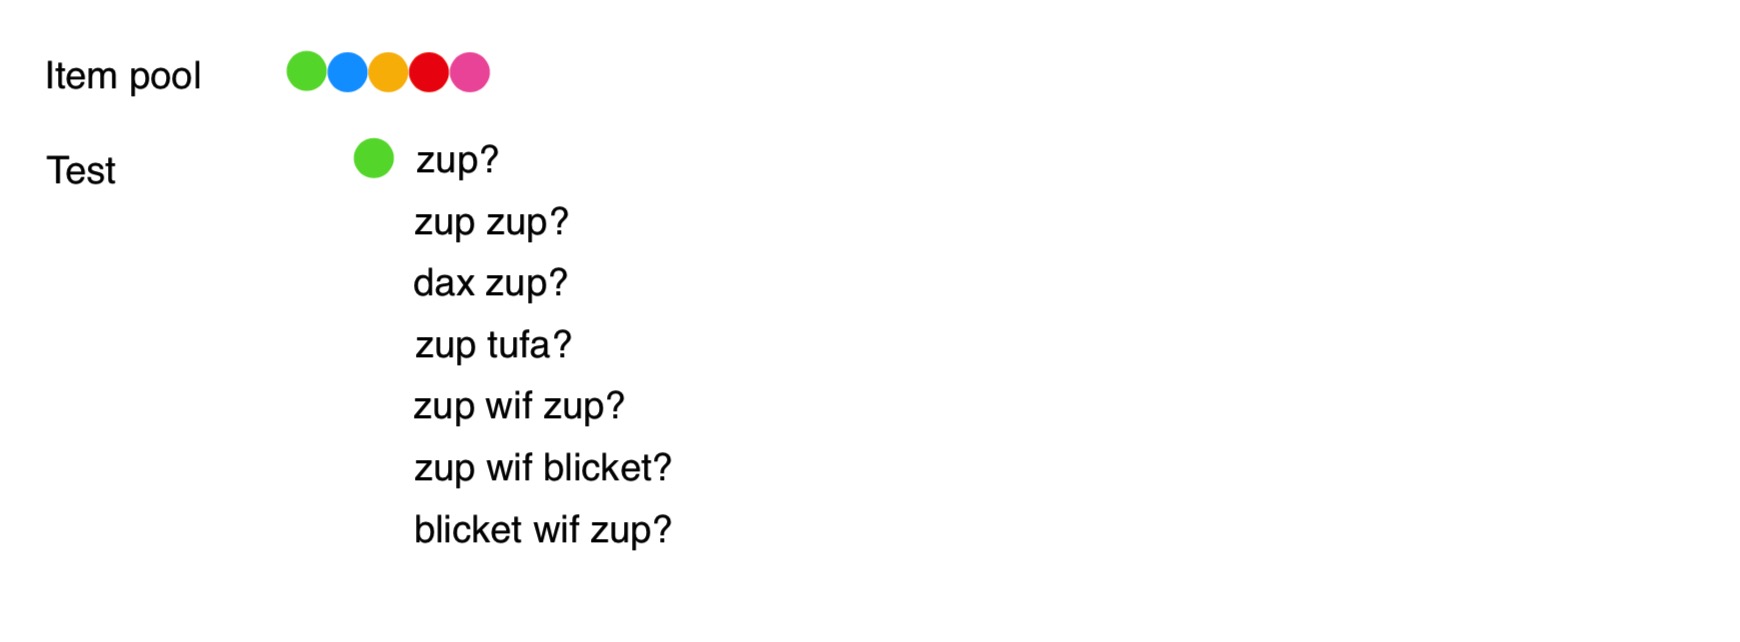 Item pool
Test
zup?
zup zup?
dax zup?
zup tufa?
zup wif zup?
zup wif blicket?
blicket wif zup?